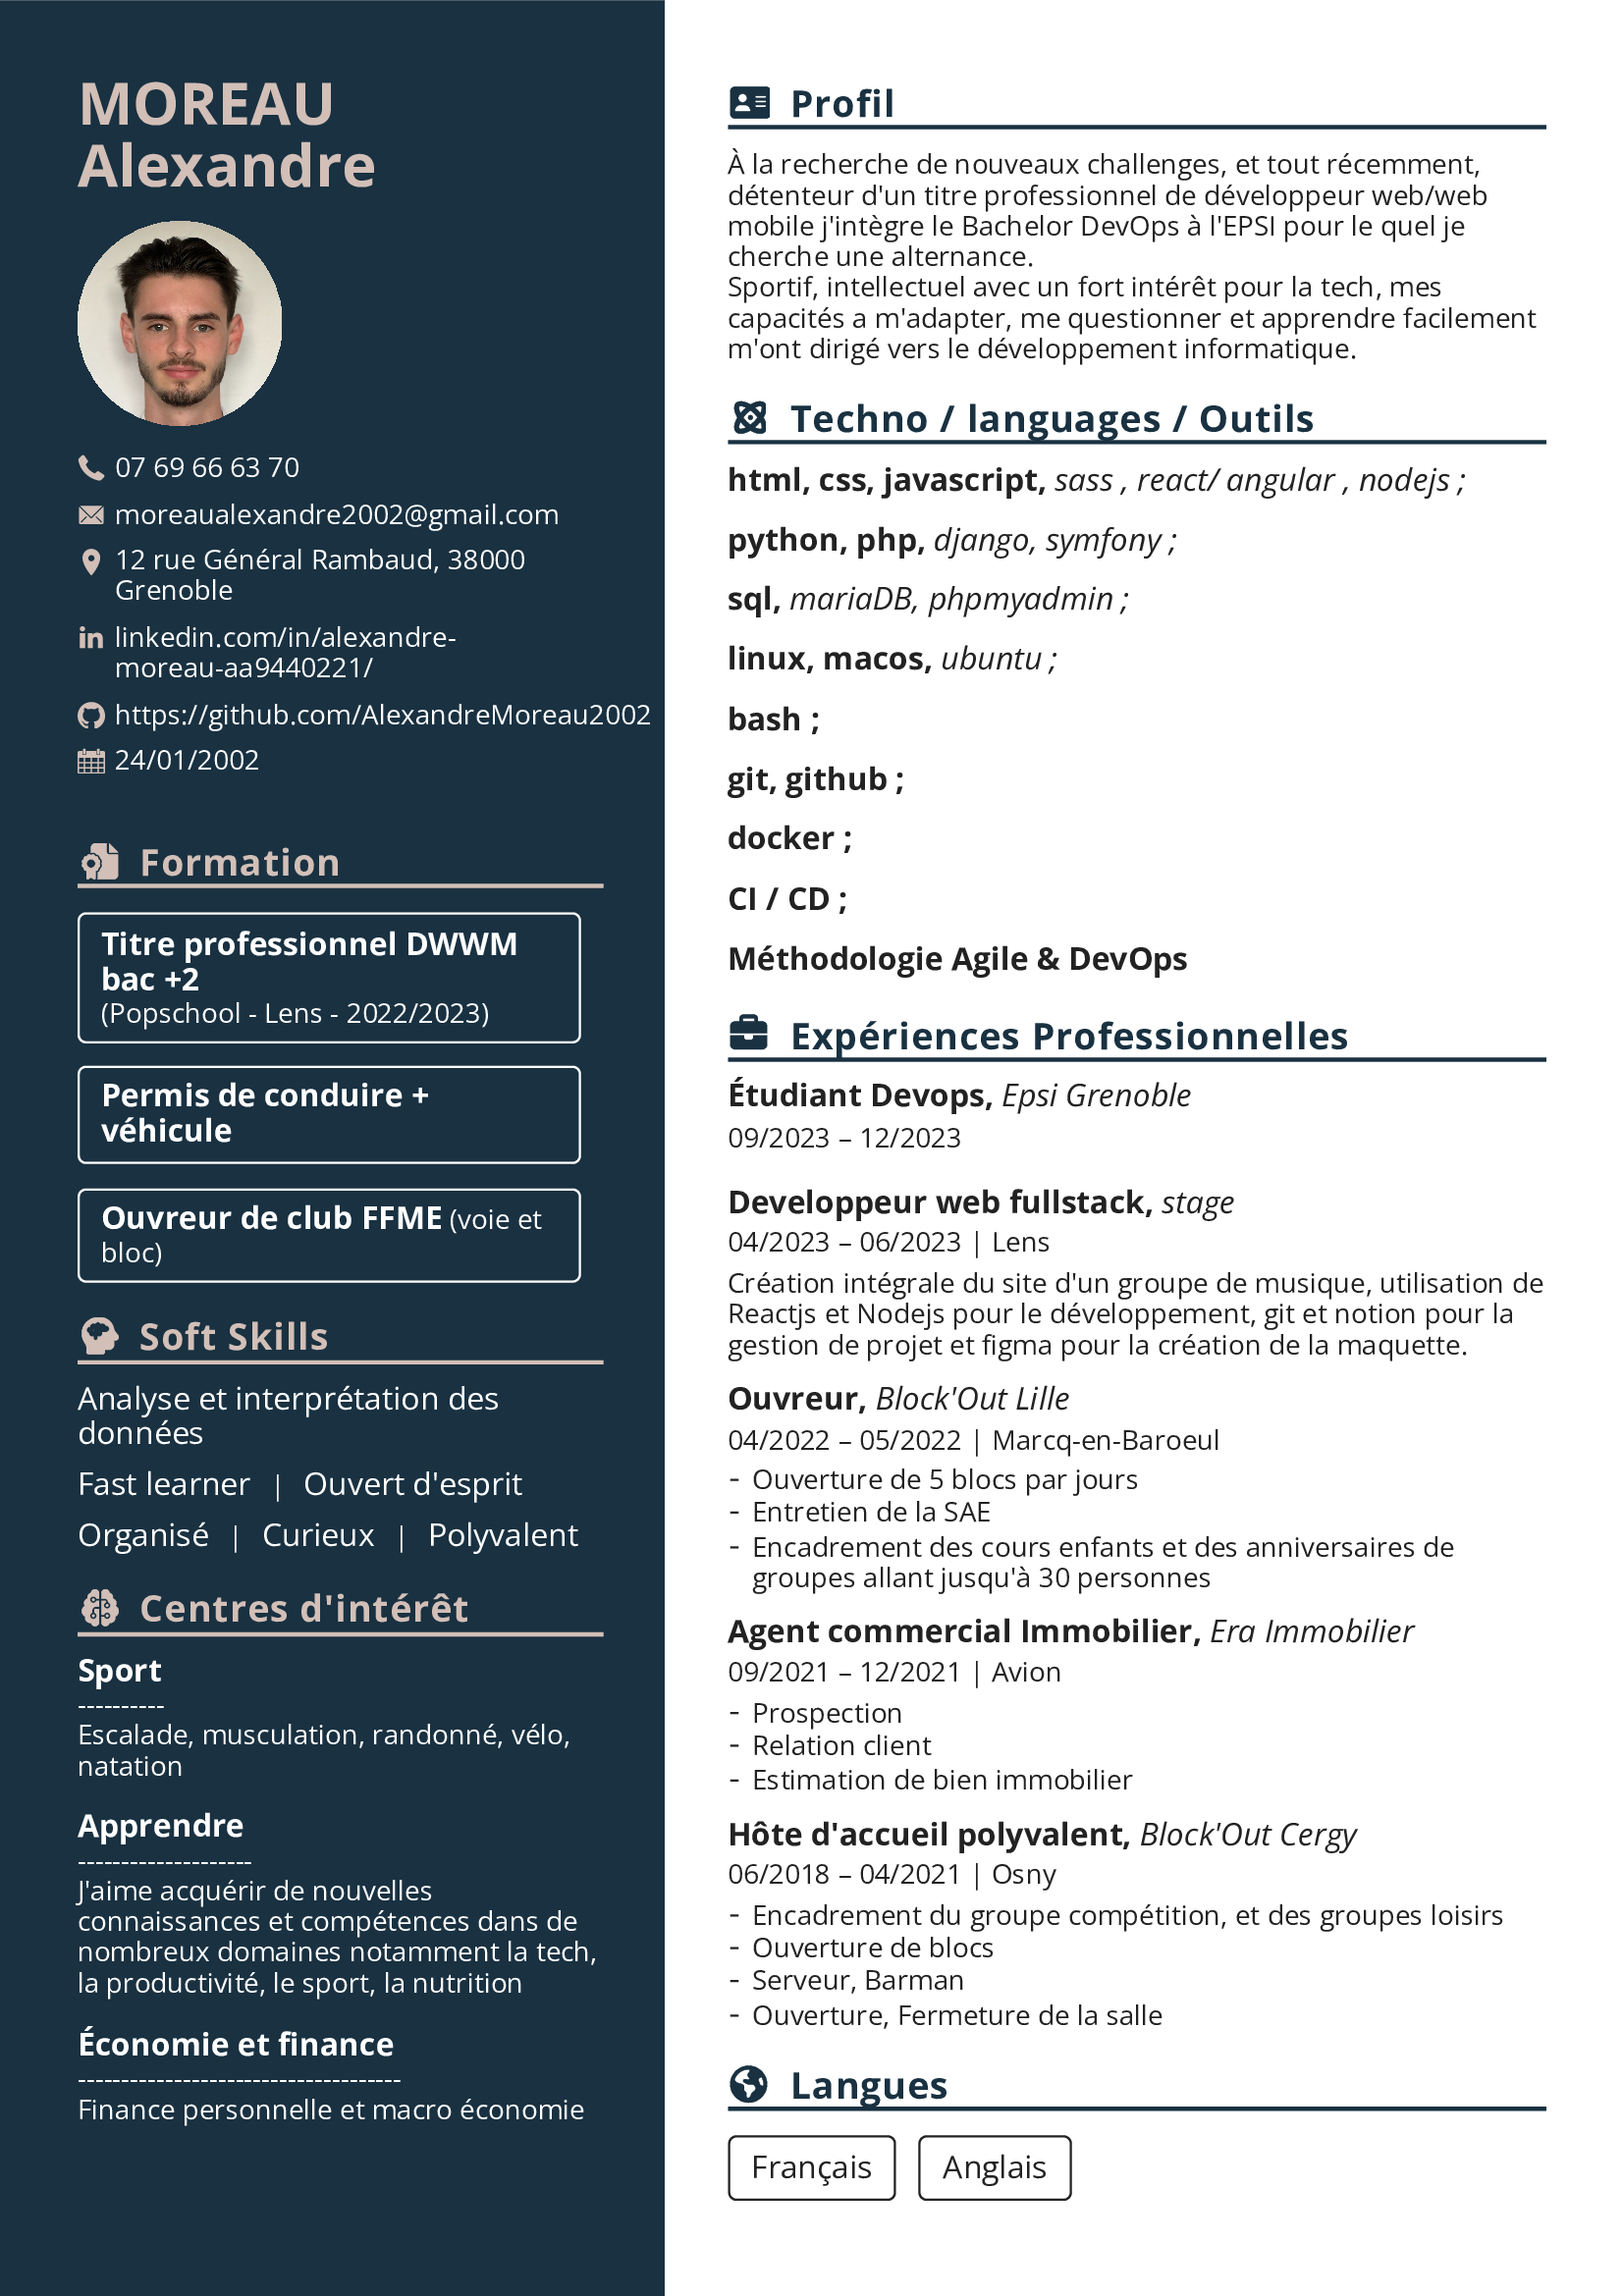 MOREAU
Alexandre
07 69 66 63 70
moreaualexandre2002@gmail.com
12 rue Général Rambaud, 38000
Grenoble
linkedin.com/in/alexandre-
moreau-aa9440221/
https://github.com/AlexandreMoreau2002
24/01/2002
Formation
Titre professionnel DWWM
bac +2
(Popschool - Lens - 2022/2023)
Permis de conduire +
véhicule
Ouvreur de club FFME (voie et
bloc)
Soft Skills
Analyse et interprétation des
données
Fast learner | Ouvert d'esprit
Organisé | Curieux | Polyvalent
Centres d'intérêt
Sport
----------
Escalade, musculation, randonné, vélo,
natation
Apprendre
--------------------
J'aime acquérir de nouvelles
connaissances et compétences dans de
nombreux domaines notamment la tech,
la productivité, le sport, la nutrition
Économie et finance
-------------------------------------
Finance personnelle et macro économie
Profil
À la recherche de nouveaux challenges, et tout récemment,
détenteur d'un titre professionnel de développeur web/web
mobile j'intègre le Bachelor DevOps à l'EPSI pour le quel je
cherche une alternance.
Sportif, intellectuel avec un fort intérêt pour la tech, mes
capacités a m'adapter, me questionner et apprendre facilement
m'ont dirigé vers le développement informatique.
Techno / languages / Outils
html, css, javascript, sass , react/ angular , nodejs ;
python, php, django, symfony ;
sql, mariaDB, phpmyadmin ;
linux, macos, ubuntu ;
bash ;
git, github ;
docker ;
CI / CD ;
Méthodologie Agile & DevOps
Expériences Professionnelles
Étudiant Devops, Epsi Grenoble
09/2023 – 12/2023
Developpeur web fullstack, stage
04/2023 – 06/2023 | Lens
Création intégrale du site d'un groupe de musique, utilisation de
Reactjs et Nodejs pour le développement, git et notion pour la
gestion de projet et figma pour la création de la maquette.
Ouvreur, Block'Out Lille
04/2022 – 05/2022 | Marcq-en-Baroeul
- Ouverture de 5 blocs par jours
- Entretien de la SAE
- Encadrement des cours enfants et des anniversaires de
groupes allant jusqu'à 30 personnes
Agent commercial Immobilier, Era Immobilier
09/2021 – 12/2021 | Avion
- Prospection
- Relation client
- Estimation de bien immobilier
Hôte d'accueil polyvalent, Block'Out Cergy
06/2018 – 04/2021 | Osny
- Encadrement du groupe compétition, et des groupes loisirs
- Ouverture de blocs
- Serveur, Barman
- Ouverture, Fermeture de la salle
Langues
Français
Anglais